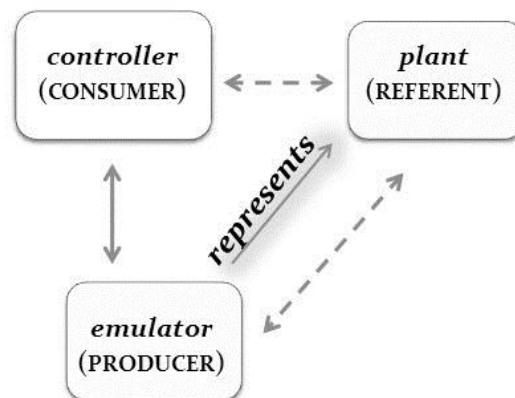 controller
(CONSUMER)
plant
(REFERENT)
represents
emulator
(PRODUCER)